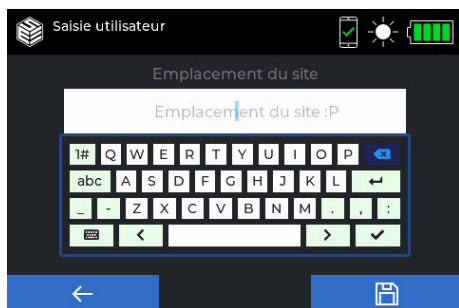 Saisie utilisateur
Emplacement du site
Emplacement du site :P
1# Q W E R T Y U I O P
abc A S D F G H J K L
_ - Z X C V B N M . , :